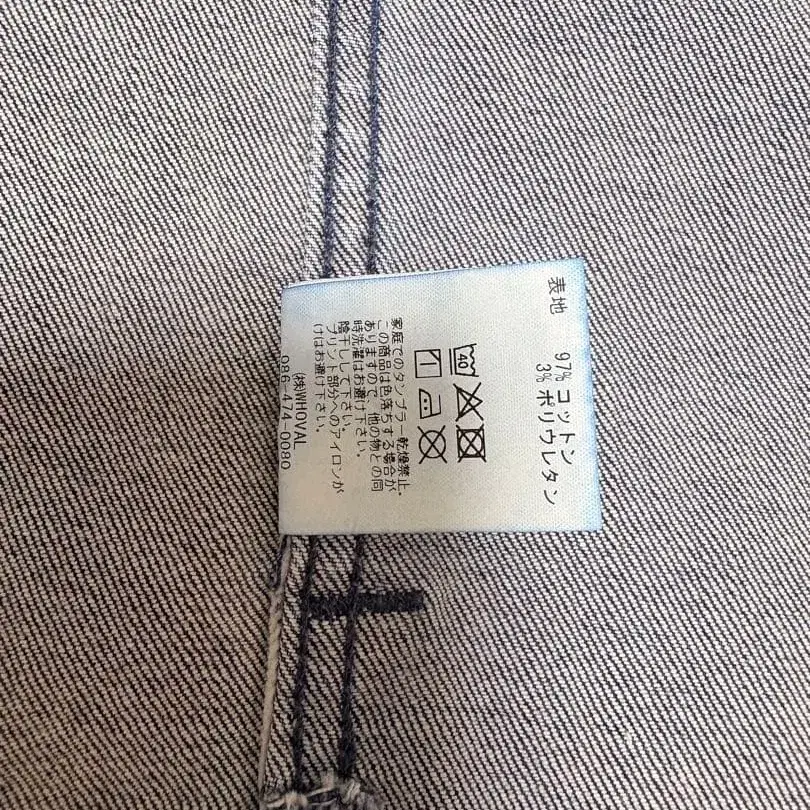 表地 97% コットン
3% ポリウレタン
40
家庭でのタンブラー乾燥禁止。
この商品は色落ちする場合が
ありますので、他の物との同
時洗濯はお避け下さい。
陰干しして下さい。
プリント部分へのアイロンが
けはお避け下さい。
(株)WHOVAL
086-474-0080